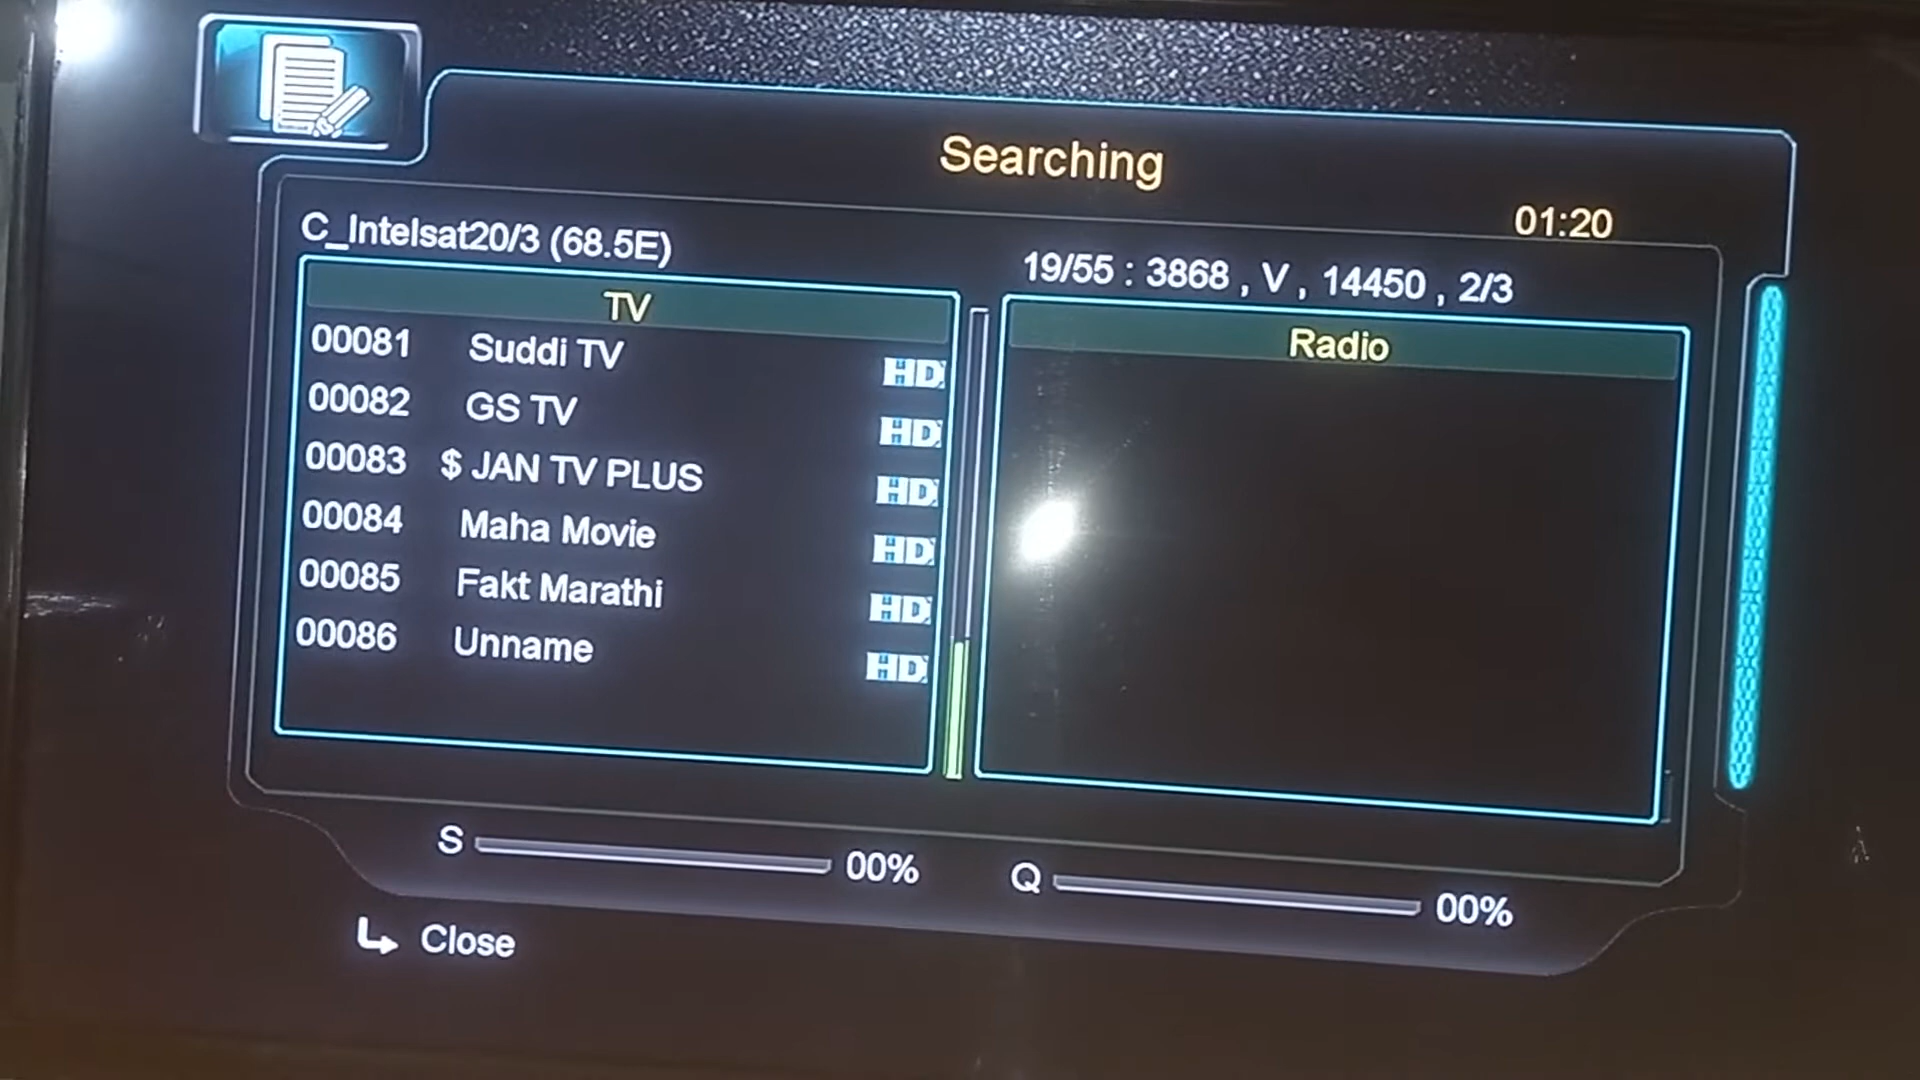 Searching
01:20
C_Intelsat20/3 (68.5E)
19/55 : 3868 , V , 14450 , 2/3
TV
00081 Suddi TV HD
00082 GS TV HD
00083 $ JAN TV PLUS HD
00084 Maha Movie HD
00085 Fakt Marathi HD
00086 Unname HD
Radio
S 00%
Q 00%
Close